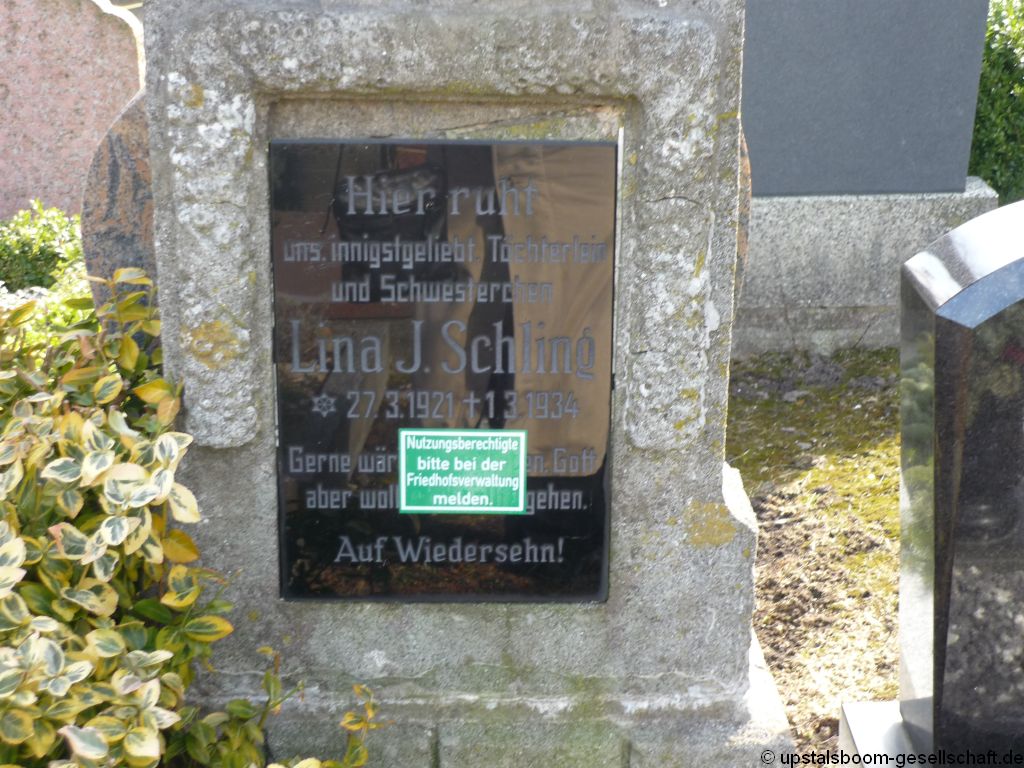 Hier ruht
uns. innigstgeliebt. Töchterlein
und Schwesterchen
Lina J. Schling
27.3.1921 † 1.3.1934
Gerne wär en. Gott
aber wol gehen.
Auf Wiedersehn!
Nutzungsberechtigte
bitte bei der
Friedhofsverwaltung
melden.
© upstalsboom-gesellschaft.de